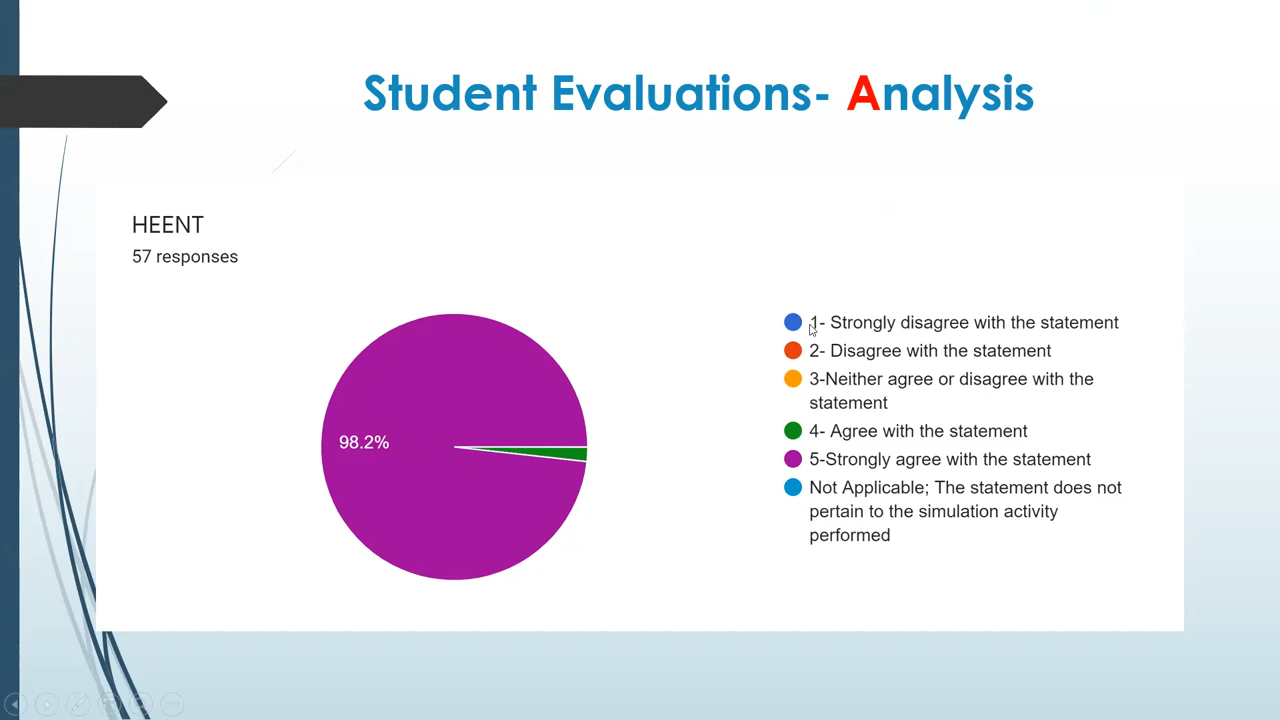 Student Evaluations- Analysis
HEENT
57 responses
98.2%
1- Strongly disagree with the statement
2- Disagree with the statement
3-Neither agree or disagree with the
statement
4- Agree with the statement
5-Strongly agree with the statement
Not Applicable; The statement does not
pertain to the simulation activity
performed